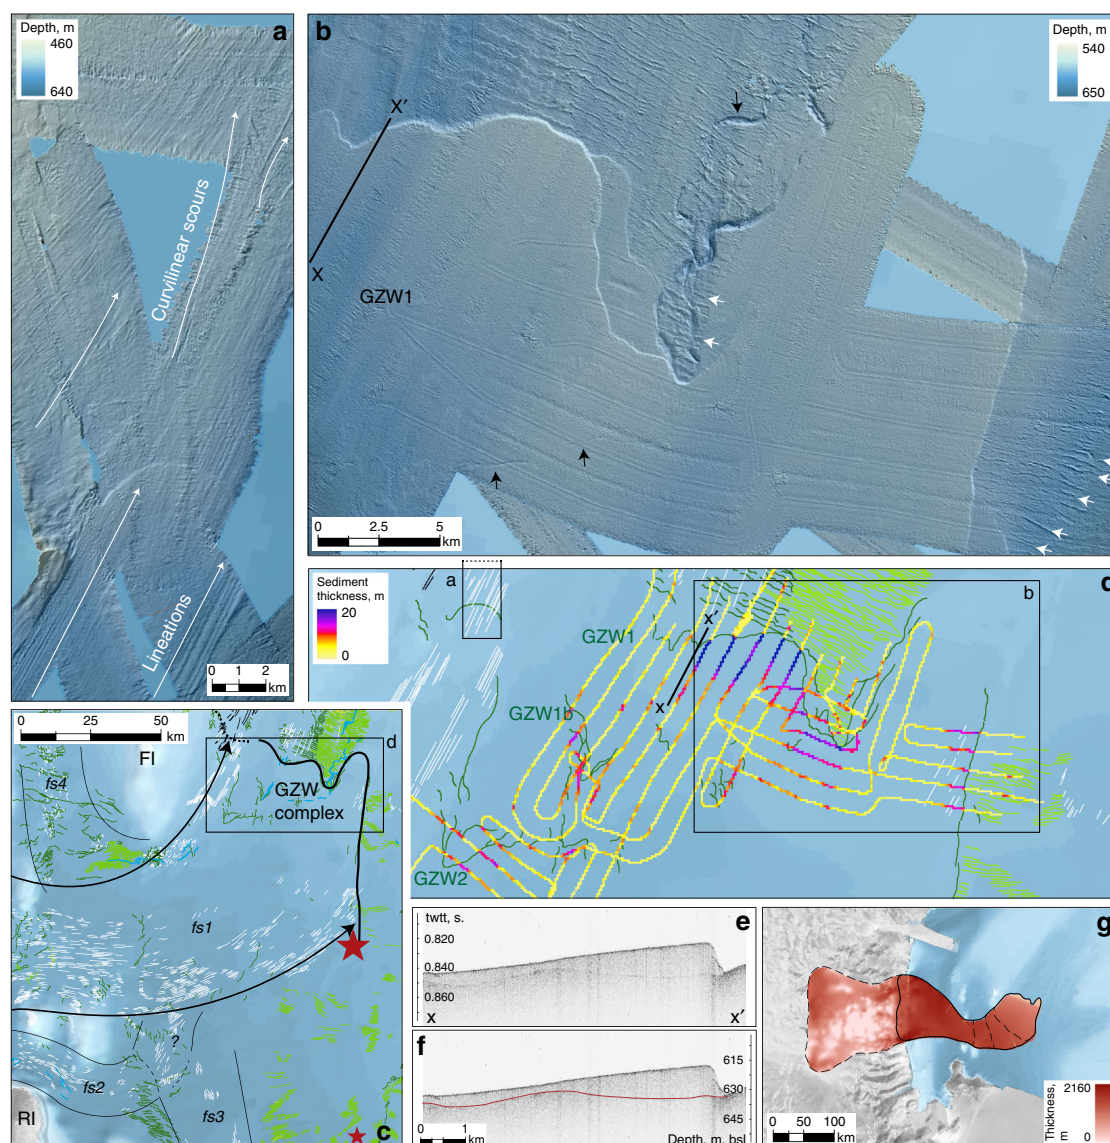 Depth, m
460
640
a
Curvilinear scours
Lineations
0 1 2
km
b
Depth, m
540
650
X′
X
GZW1
0 2.5 5
km
Sediment
thickness, m
20
0
a
GZW1
GZW1b
GZW2
x′
x
b
d
0 25 50
km
FI
fs4
d
GZW
complex
fs1
?
fs2
fs3
RI
c
twtt, s.
0.820
0.840
0.860
x
x′
e
f
615
630
645
0 1
km
Depth, m, bsl
g
0 50 100
km
Thickness,
m
2160
0